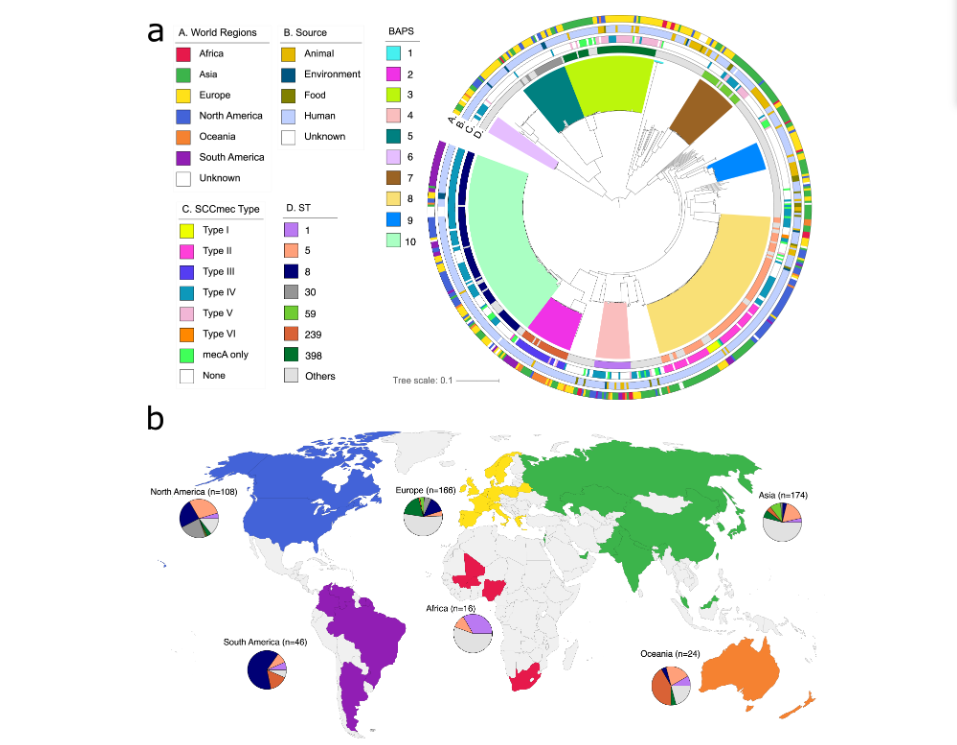 a
A. World Regions
Africa
Asia
Europe
North America
Oceania
South America
Unknown
B. Source
Animal
Environment
Food
Human
Unknown
C. SCCmec Type
Type I
Type II
Type III
Type IV
Type V
Type VI
mecA only
None
D. ST
1
5
8
30
59
239
398
Others
BAPS
1
2
3
4
5
6
7
8
9
10
A
B
C
D
Tree scale: 0.1
b
North America (n=108)
Europe (n=166)
Asia (n=174)
Africa (n=16)
South America (n=46)
Oceania (n=24)